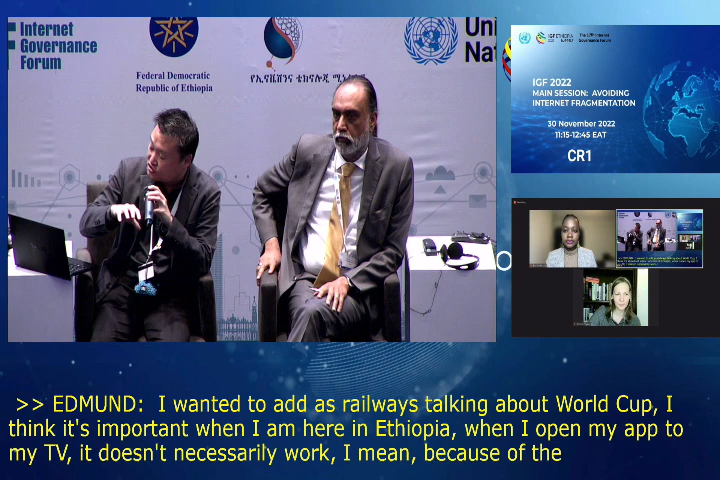 Internet
Governance
Forum
Federal Democratic
Republic of Ethiopia
የኢኖቬሽንና ቴክኖሎጂ
Uni
Nat
IGF 2022
MAIN SESSION: AVOIDING
INTERNET FRAGMENTATION
30 November 2022
11:15-12:45 EAT
CR1
>> EDMUND: I wanted to add as railways talking about World Cup, I
think it's important when I am here in Ethiopia, when I open my app to
my TV, it doesn't necessarily work, I mean, because of the